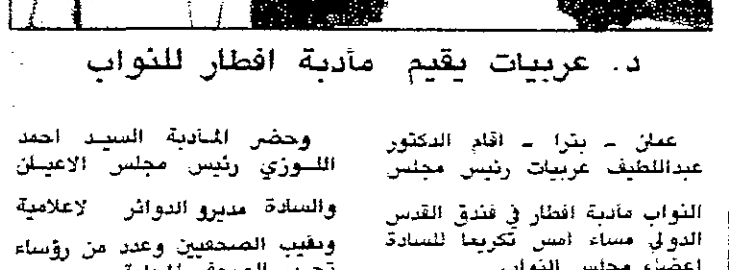 د. عربيات يقيم مأدبة افطار للنواب
عمان - بترا - اقام الدكتور
عبداللطيف عربيات رئيس مجلس
النواب مأدبة افطار في فندق القدس
الدولي مساء امس تكريما للسادة
اعضاء مجلس النواب
وحضر المأدبة السيد احمد
اللوزي رئيس مجلس الاعيان
والسادة مديرو الدوائر لاعلامية
ونقيب الصحفيين وعدد من رؤساء